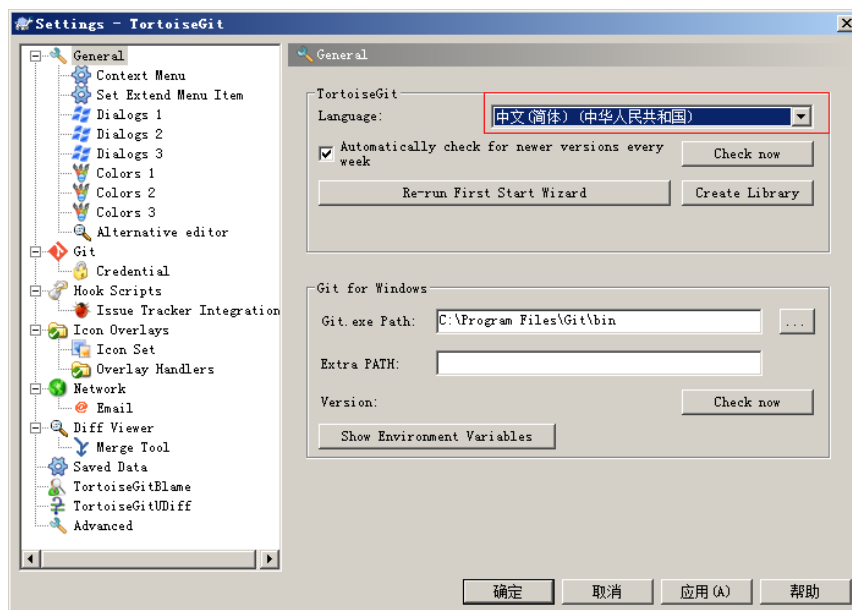 Settings - TortoiseGit
General
Context Menu
Set Extend Menu Item
Dialogs 1
Dialogs 2
Dialogs 3
Colors 1
Colors 2
Colors 3
Alternative editor
Git
Credential
Hook Scripts
Issue Tracker Integration
Icon Overlays
Icon Set
Overlay Handlers
Network
Email
Diff Viewer
Merge Tool
Saved Data
TortoiseGitBlame
TortoiseGitUDiff
Advanced
General
TortoiseGit
Language: 中文(简体) (中华人民共和国)
Automatically check for newer versions every
week
Check now
Re-run First Start Wizard Create Library
Git for Windows
Git.exe Path: C:\Program Files\Git\bin ...
Extra PATH:
Version: Check now
Show Environment Variables
确定 取消 应用(A) 帮助